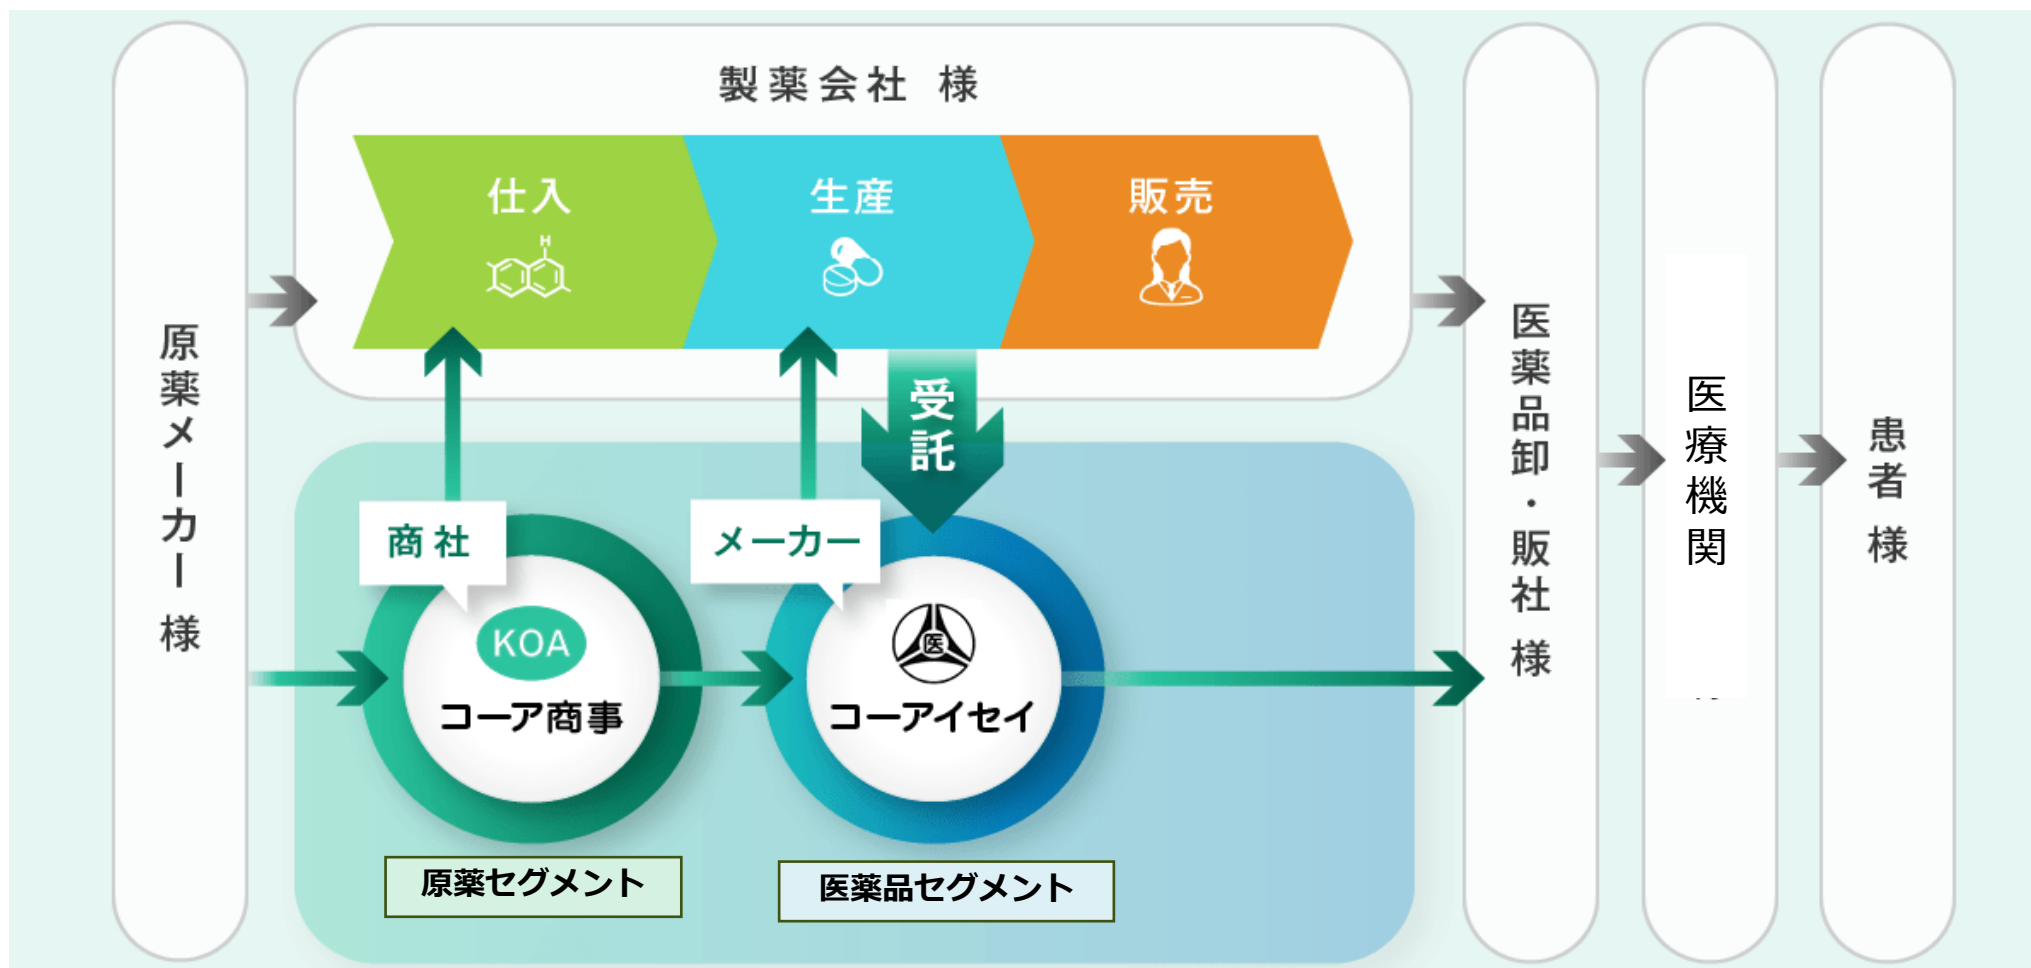 原薬メーカー 様
製薬会社 様
仕入
H
生産
販売
受託
商社
メーカー
KOA
コーア商事
医
コーアイセイ
原薬セグメント
医薬品セグメント
医薬品卸・販社 様
医療機関
患者 様